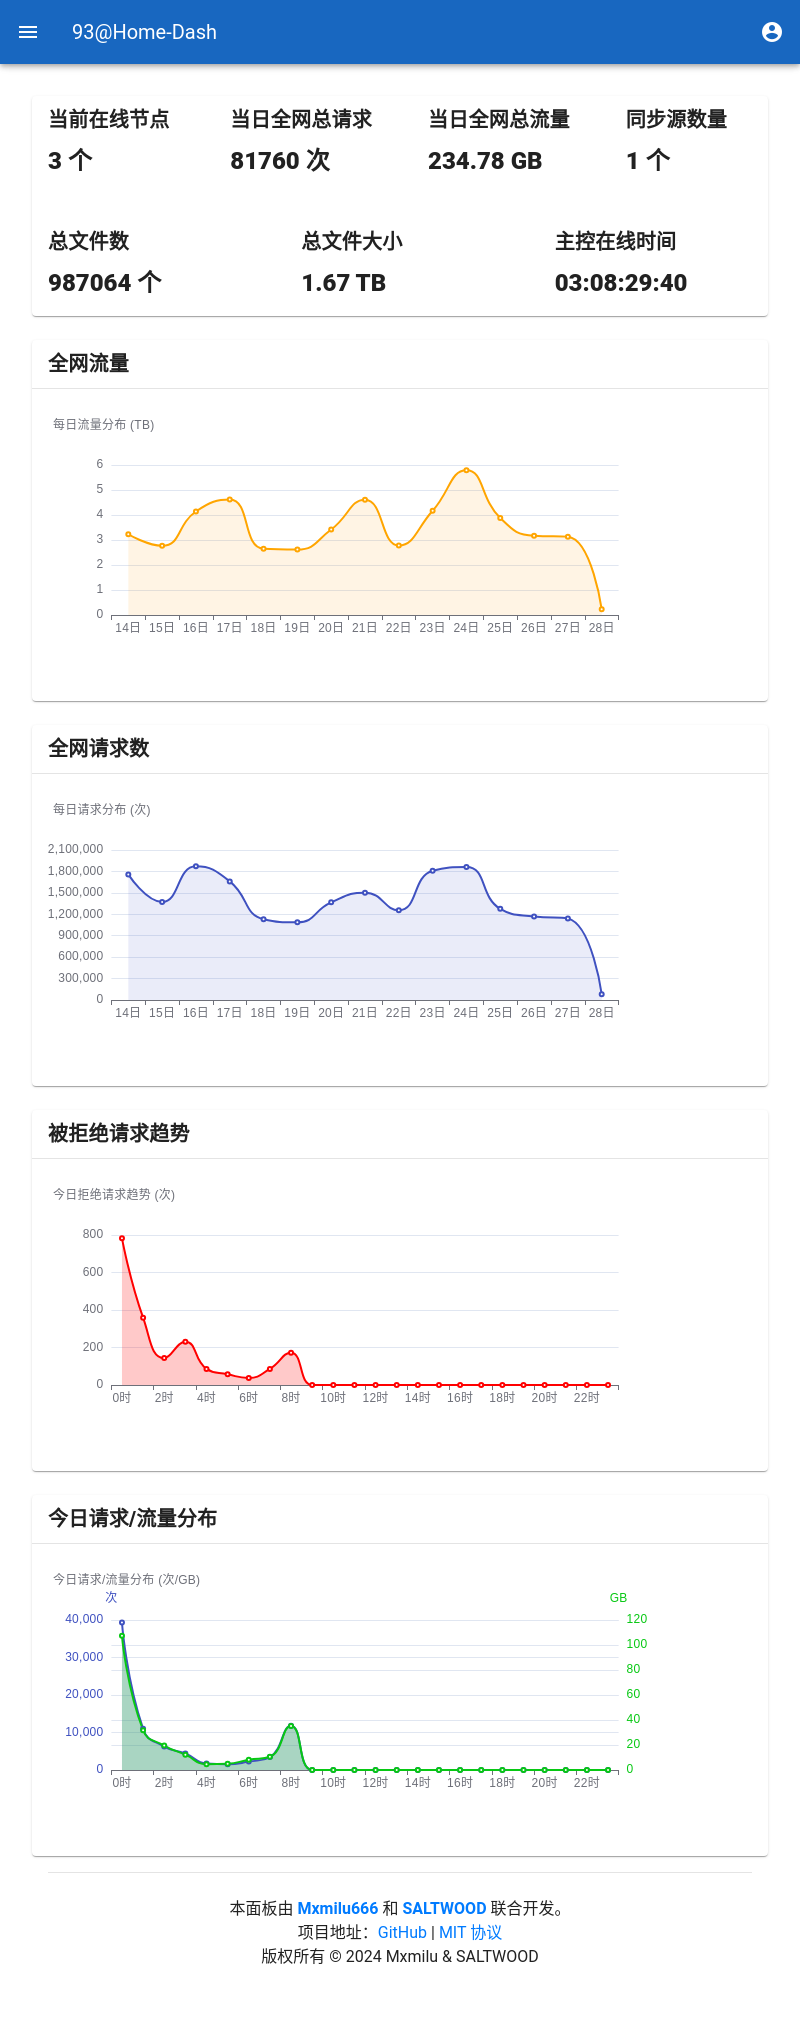 93@Home-Dash
当前在线节点 当日全网总请求 当日全网总流量 同步源数量
3 个 81760 次 234.78 GB 1 个
总文件数 总文件大小 主控在线时间
987064 个 1.67 TB 03:08:29:40
全网流量
每日流量分布 (TB)
6
5
4
3
2
1
0
14日 15日 16日 17日 18日 19日 20日 21日 22日 23日 24日 25日 26日 27日 28日
全网请求数
每日请求分布 (次)
2,100,000
1,800,000
1,500,000
1,200,000
900,000
600,000
300,000
0
14日 15日 16日 17日 18日 19日 20日 21日 22日 23日 24日 25日 26日 27日 28日
被拒绝请求趋势
今日拒绝请求趋势 (次)
800
600
400
200
0
0时 2时 4时 6时 8时 10时 12时 14时 16时 18时 20时 22时
今日请求/流量分布
今日请求/流量分布 (次/GB)
次 GB
40,000 120
100
30,000 80
20,000 60
40
10,000 20
0 0
0时 2时 4时 6时 8时 10时 12时 14时 16时 18时 20时 22时
本面板由 Mxmilu666 和 SALTWOOD 联合开发。
项目地址：GitHub | MIT 协议
版权所有 © 2024 Mxmilu & SALTWOOD